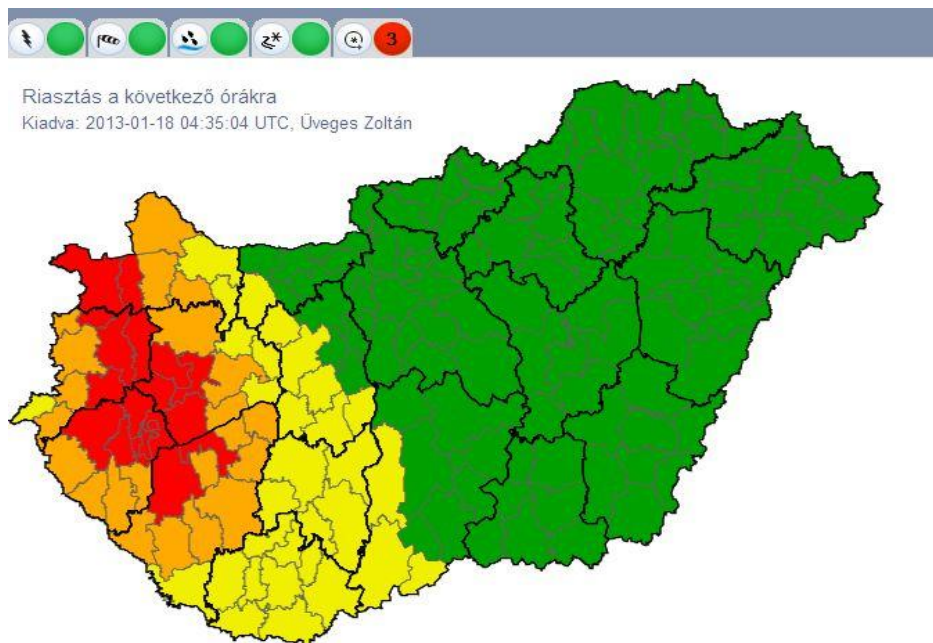 3
Riasztás a következő órákra
Kiadva: 2013-01-18 04:35:04 UTC, Üveges Zoltán